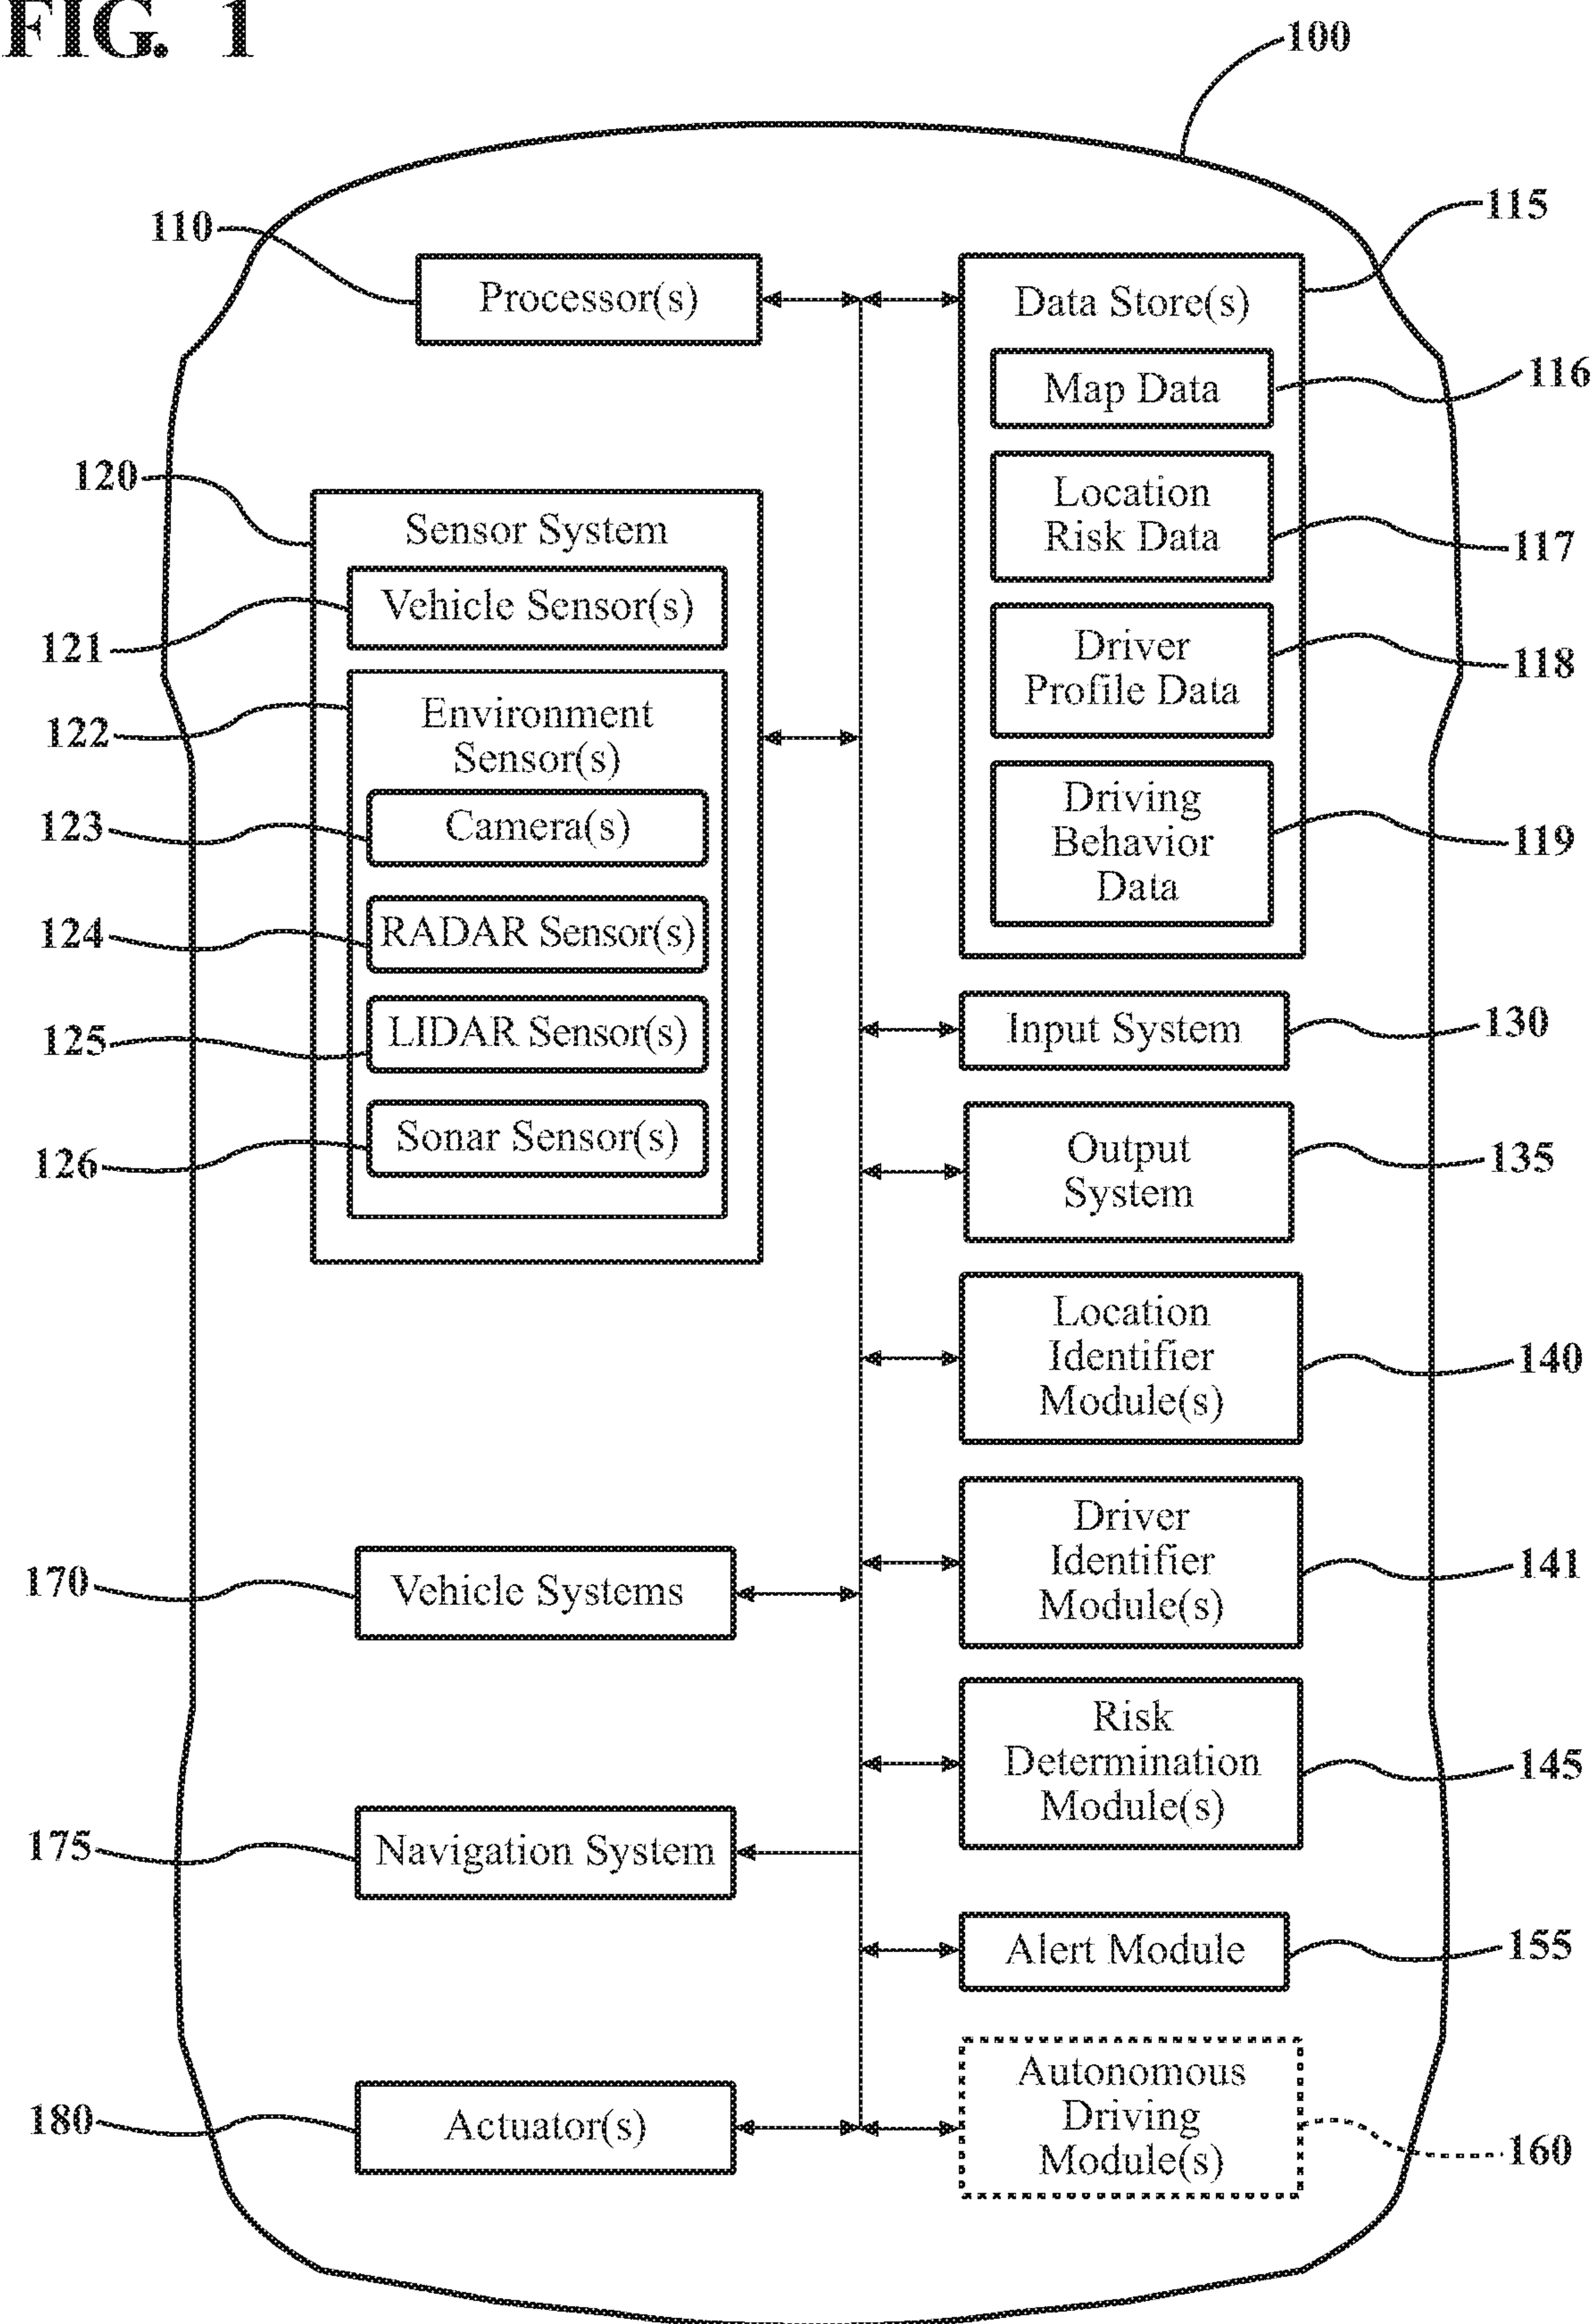 FIG. 1
100
110
Processor(s)
115
Data Store(s)
Map Data
116
Location
Risk Data
117
Driver
Profile Data
118
Driving
Behavior
Data
119
120
Sensor System
Vehicle Sensor(s)
121
122
Environment
Sensor(s)
123
Camera(s)
124
RADAR Sensor(s)
125
LIDAR Sensor(s)
126
Sonar Sensor(s)
Input System
130
Output
System
135
Location
Identifier
Module(s)
140
Driver
Identifier
Module(s)
141
170
Vehicle Systems
Risk
Determination
Module(s)
145
175
Navigation System
Alert Module
155
180
Actuator(s)
Autonomous
Driving
Module(s)
160